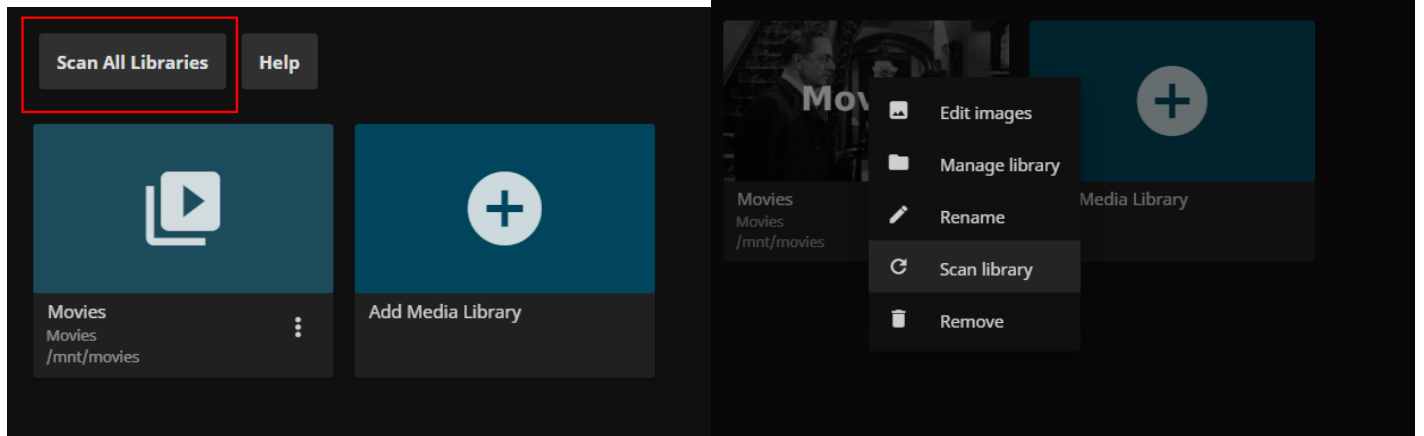 Scan All Libraries
Help
Movies
Movies
/mnt/movies
Add Media Library
Mov
Movies
Movies
/mnt/movies
Media Library
Edit images
Manage library
Rename
Scan library
Remove